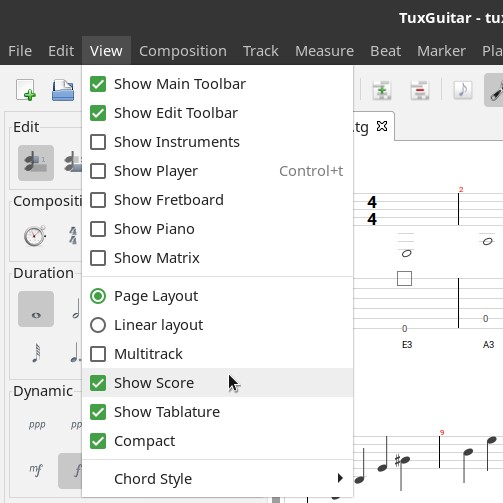 TuxGuitar - tu
File Edit View Composition Track Measure Beat Marker Pla
Show Main Toolbar
Show Edit Toolbar
Show Instruments
Show Player Control+t
Show Fretboard
Show Piano
Show Matrix
Page Layout
Linear layout
Multitrack
Show Score
Show Tablature
Compact
Chord Style
.tg
Edit
Compositi
Duration
Dynamic
ppp
pp
mf
f
4
4
2
0
0
E3
A3
9